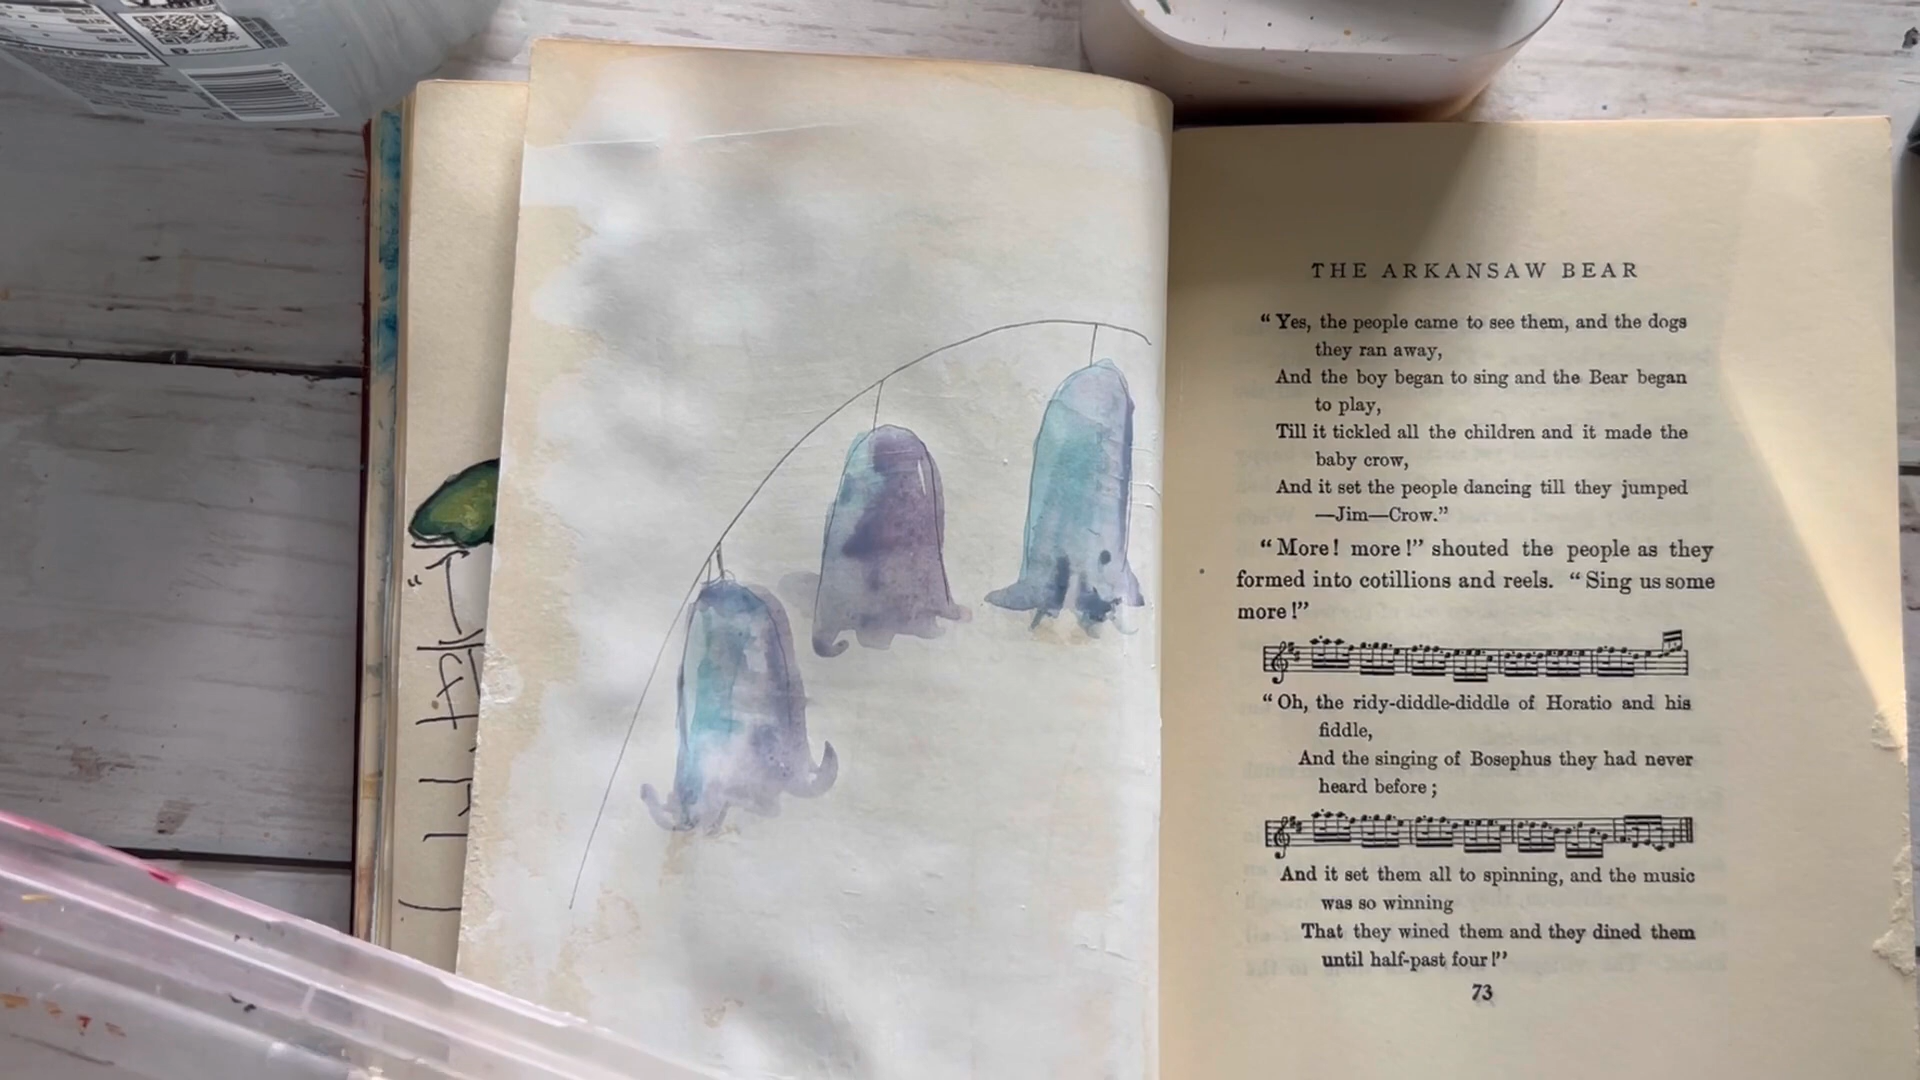 THE ARKANSAW BEAR
“Yes, the people came to see them, and the dogs
they ran away,
And the boy began to sing and the Bear began
to play,
Till it tickled all the children and it made the
baby crow,
And it set the people dancing till they jumped
—Jim—Crow.”
“More! more!” shouted the people as they
formed into cotillions and reels. “Sing us some
more!”
“Oh, the ridy-diddle-diddle of Horatio and his
fiddle,
And the singing of Bosephus they had never
heard before;
And it set them all to spinning, and the music
was so winning
That they wined them and they dined them
until half-past four!”
73